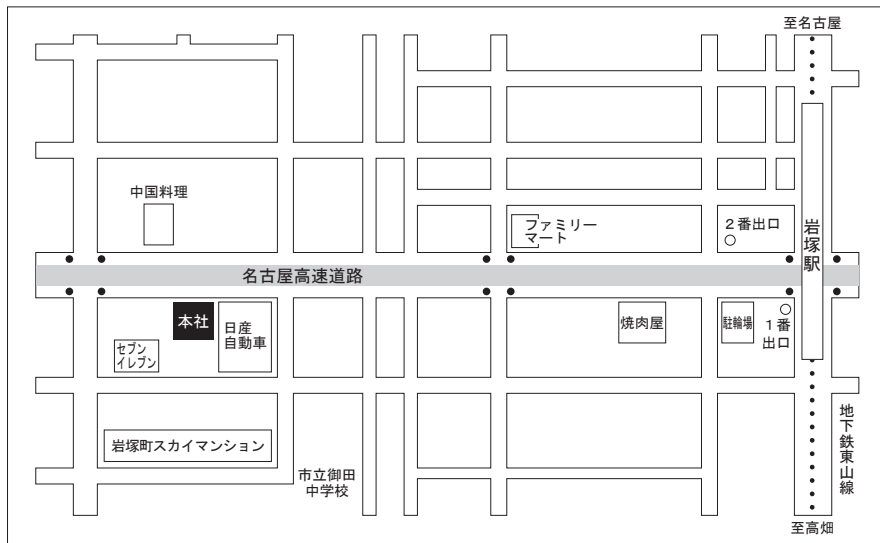 至名古屋
中国料理
ファミリー
マート
2番出口
岩塚駅
名古屋高速道路
本社
日産
自動車
セブン
イレブン
焼肉屋
駐輪場
1番
出口
岩塚町スカイマンション
市立御田
中学校
地下鉄東山線
至高畑